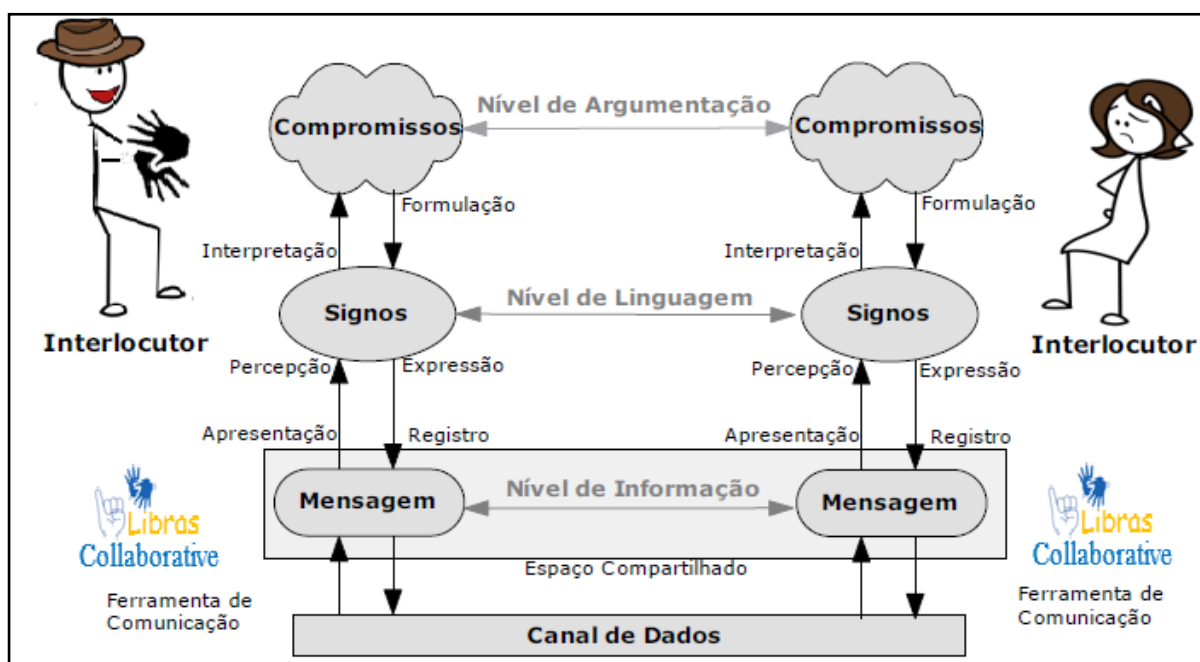 Nível de Argumentação
Compromissos
Compromissos
Formulação
Formulação
Interpretação
Interpretação
Nível de Linguagem
Signos
Signos
Interlocutor
Interlocutor
Percepção
Expressão
Percepção
Expressão
Apresentação
Registro
Apresentação
Registro
Mensagem
Nível de Informação
Mensagem
Libras
Collaborative
Libras
Collaborative
Espaço Compartilhado
Ferramenta de
Comunicação
Ferramenta de
Comunicação
Canal de Dados